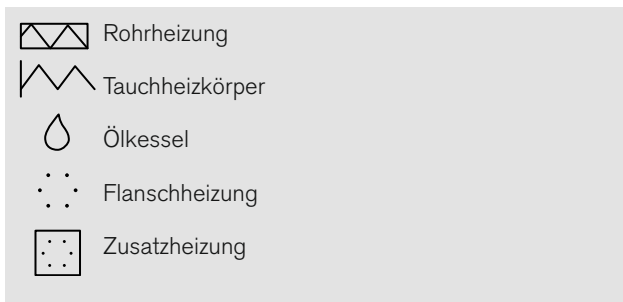 Rohrheizung
Tauchheizkörper
Ölkessel
Flanschheizung
Zusatzheizung